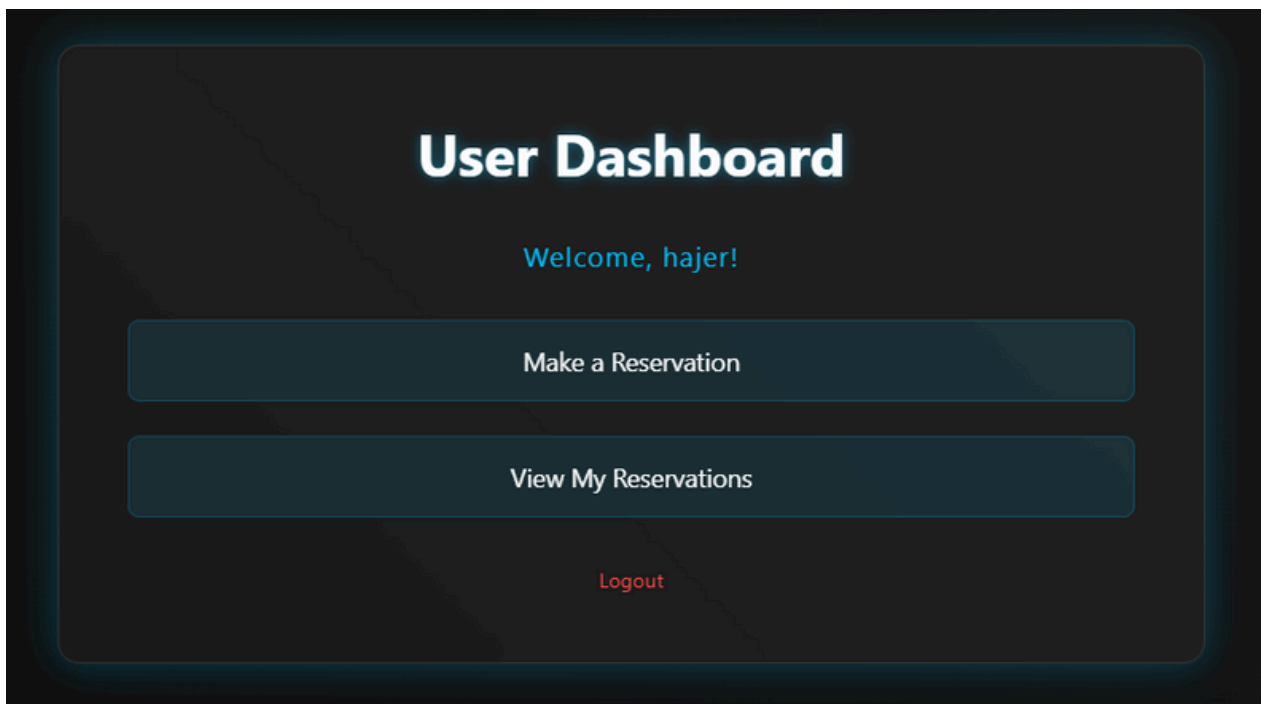 User Dashboard
Welcome, hajer!
Make a Reservation
View My Reservations
Logout